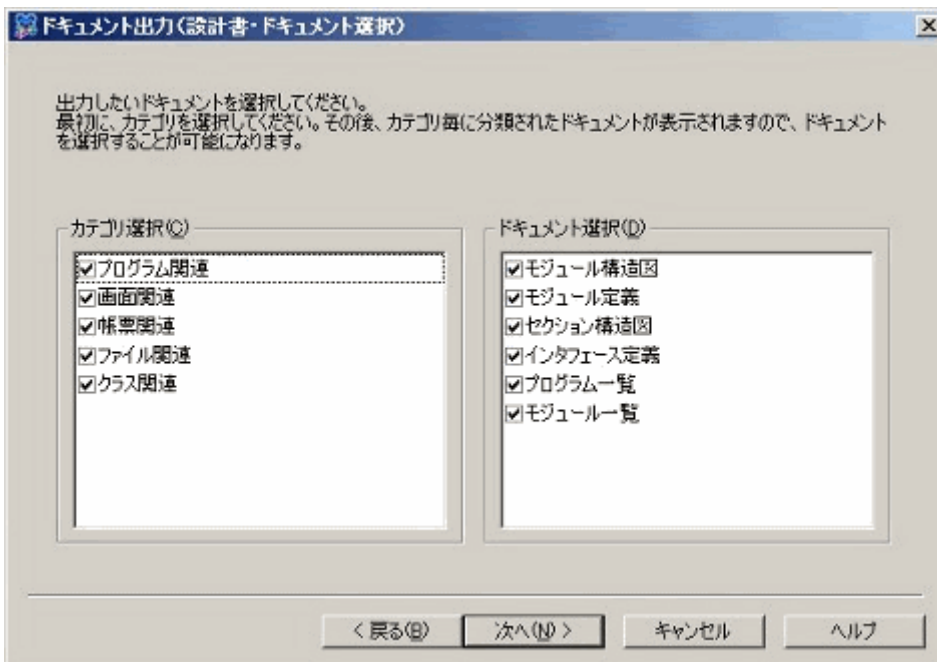 ドキュメント出力(設計書・ドキュメント選択)
出力したいドキュメントを選択してください。
最初に、カテゴリを選択してください。その後、カテゴリ毎に分類されたドキュメントが表示されますので、ドキュメント
を選択することが可能になります。
カテゴリ選択(C)
プログラム関連
画面関連
帳票関連
ファイル関連
クラス関連
ドキュメント選択(D)
モジュール構造図
モジュール定義
セクション構造図
インタフェース定義
プログラム一覧
モジュール一覧
< 戻る(B)
次へ(N) >
キャンセル
ヘルプ